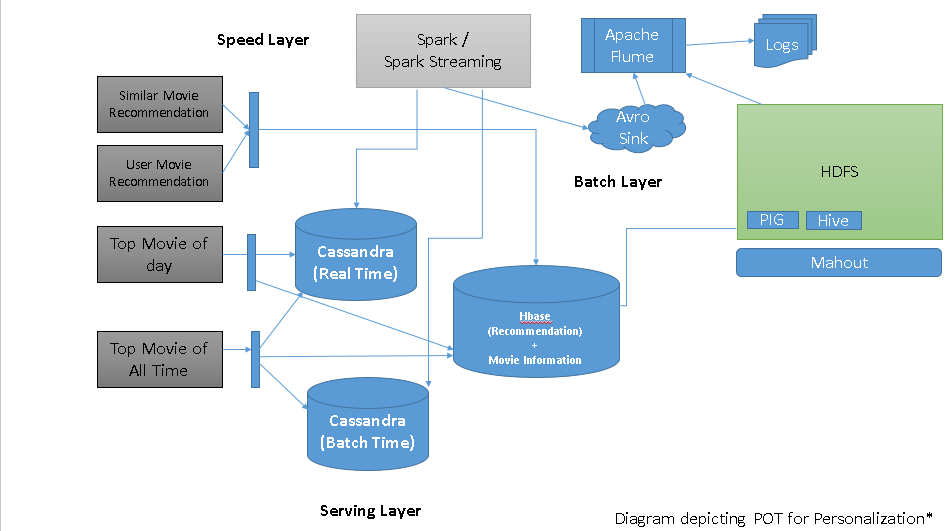 Speed Layer
Spark /
Spark Streaming
Apache
Flume
Logs
Similar Movie
Recommendation
User Movie
Recommendation
Avro
Sink
Batch Layer
HDFS
PIG
Hive
Mahout
Top Movie of
day
Cassandra
(Real Time)
Hbase
(Recommendation)
+
Movie Information
Top Movie of
All Time
Cassandra
(Batch Time)
Serving Layer
Diagram depicting POT for Personalization*